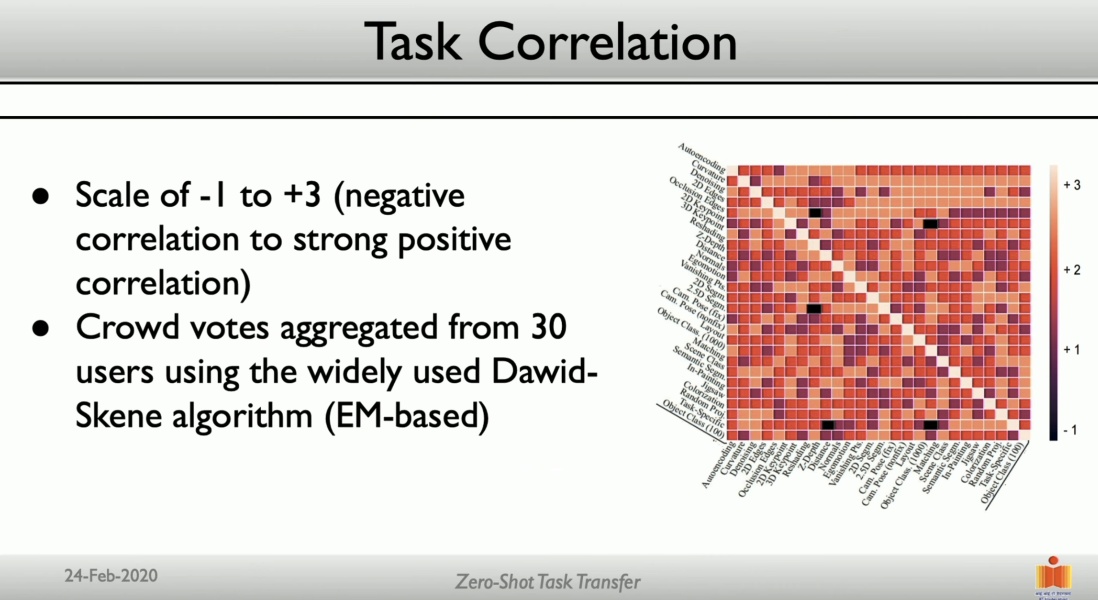 Task Correlation
● Scale of -1 to +3 (negative
correlation to strong positive
correlation)
● Crowd votes aggregated from 30
users using the widely used Dawid-
Skene algorithm (EM-based)
Autoencoding
Curvature
Denoising
2D Edges
Occlusion Edges
2D Keypoint
3D Keypoint
Reshading
Z-Depth
Distance
Normals
Egomotion
Vanishing Pts.
2D Segm.
2.5D Segm.
Cam. Pose (fix)
Cam. Pose (nonfix)
Layout
Object Class. (1000)
Matching
Scene Class
Semantic Segm.
In-Painting
Jigsaw
Colorization
Random Proj.
Task-Specific
Object Class (100)
+ 3
+ 2
+ 1
- 1
Autoencoding
Curvature
Denoising
2D Edges
Occlusion Edges
2D Keypoint
3D Keypoint
Reshading
Z-Depth
Distance
Normals
Egomotion
Vanishing Pts.
2D Segm.
2.5D Segm.
Cam. Pose (fix)
Cam. Pose (nonfix)
Layout
Object Class. (1000)
Matching
Scene Class
Semantic Segm.
In-Painting
Jigsaw
Colorization
Random Proj.
Task-Specific
Object Class (100)
24-Feb-2020
Zero-Shot Task Transfer